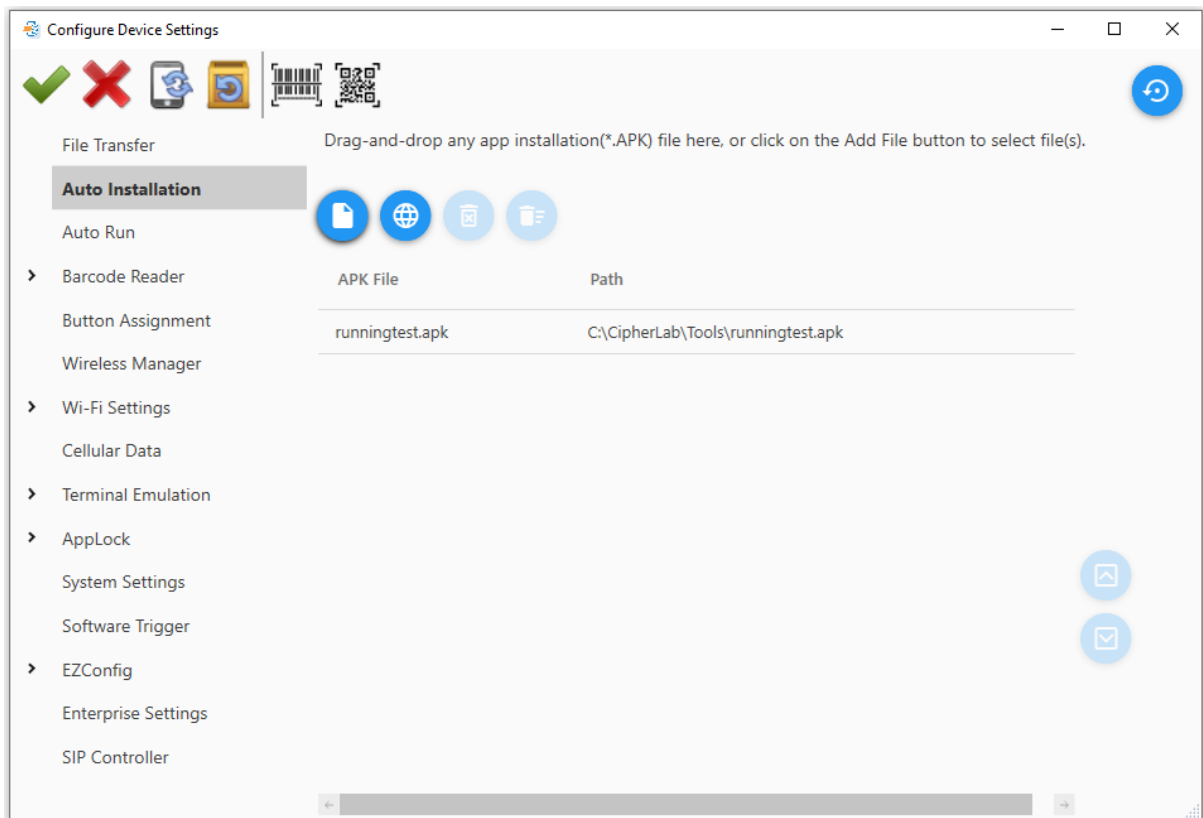 Configure Device Settings
Drag-and-drop any app installation(*.APK) file here, or click on the Add File button to select file(s).
File Transfer
Auto Installation
Auto Run
Barcode Reader
Button Assignment
Wireless Manager
Wi-Fi Settings
Cellular Data
Terminal Emulation
AppLock
System Settings
Software Trigger
EZConfig
Enterprise Settings
SIP Controller
APK File Path
runningtest.apk C:\CipherLab\Tools\runningtest.apk